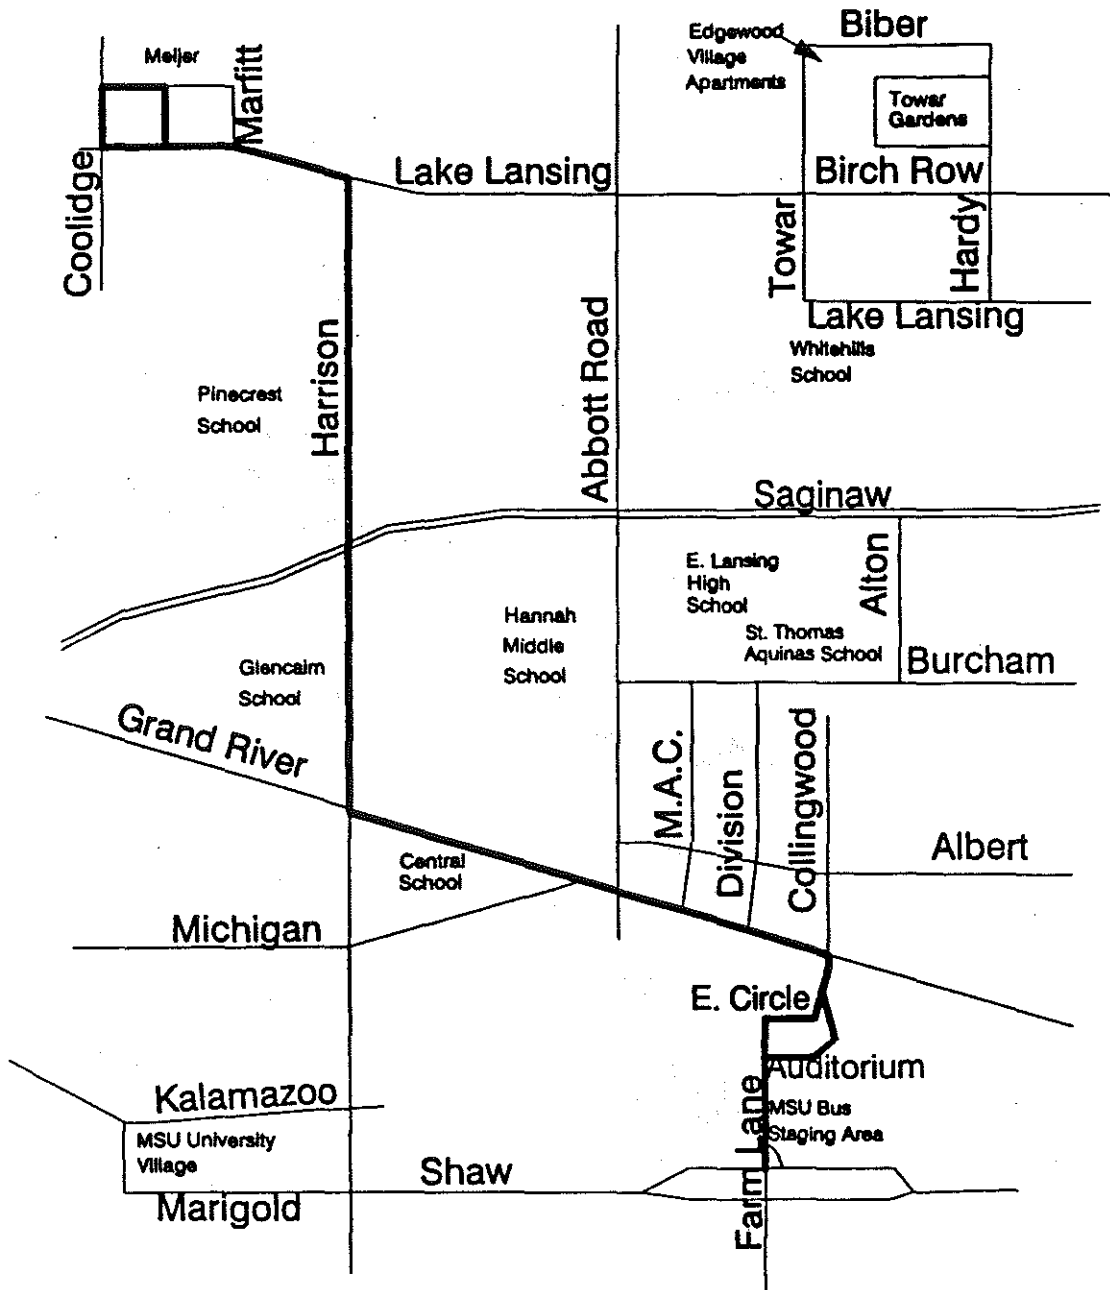 Biber
Edgewood
Village
Apartments
Meijer
Marfitt
Towar
Gardens
Coolidge
Lake Lansing
Birch Row
Towar
Hardy
Lake Lansing
Whitehills
School
Harrison
Abbott Road
Pinecrest
School
Saginaw
E. Lansing
High
School
Alton
Hannah
Middle
School
St. Thomas
Aquinas School
Burcham
Glencairn
School
Grand River
M.A.C.
Division
Collingwood
Albert
Central
School
Michigan
E. Circle
Auditorium
Kalamazoo
MSU Bus
Staging Area
MSU University
Village
Farm Lane
Shaw
Marigold